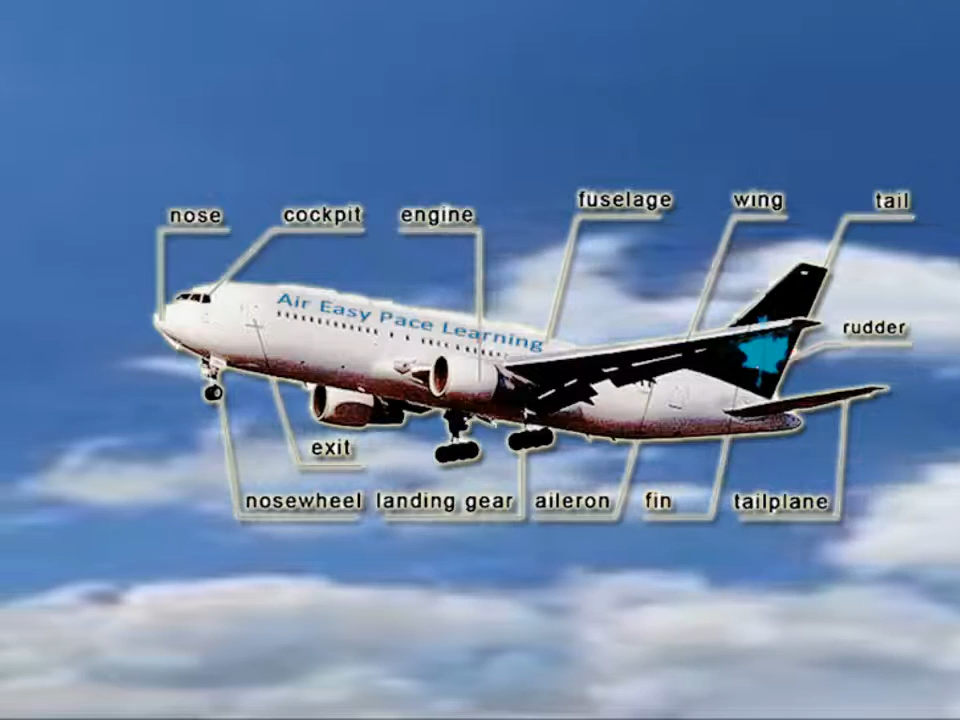 nose
cockpit
engine
fuselage
wing
tail
Air Easy Pace Learning
rudder
exit
nosewheel
landing gear
aileron
fin
tailplane